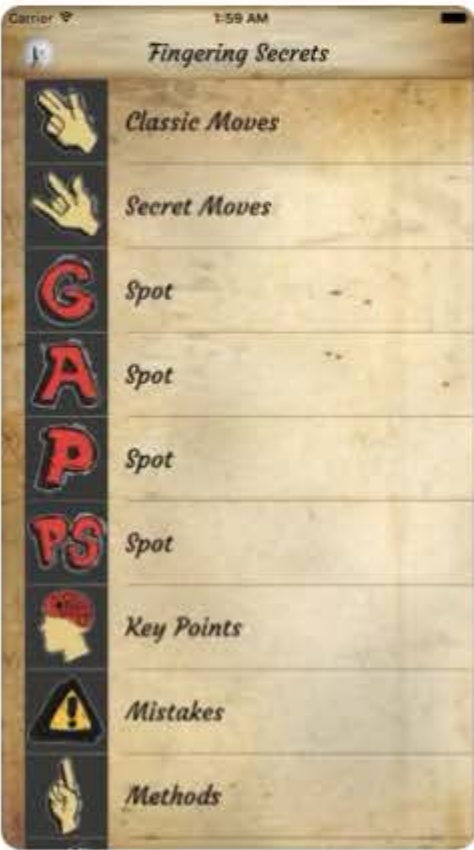 Carrier 1:59 AM
Fingering Secrets
Classic Moves
Secret Moves
G Spot
A Spot
P Spot
PS Spot
Key Points
Mistakes
Methods